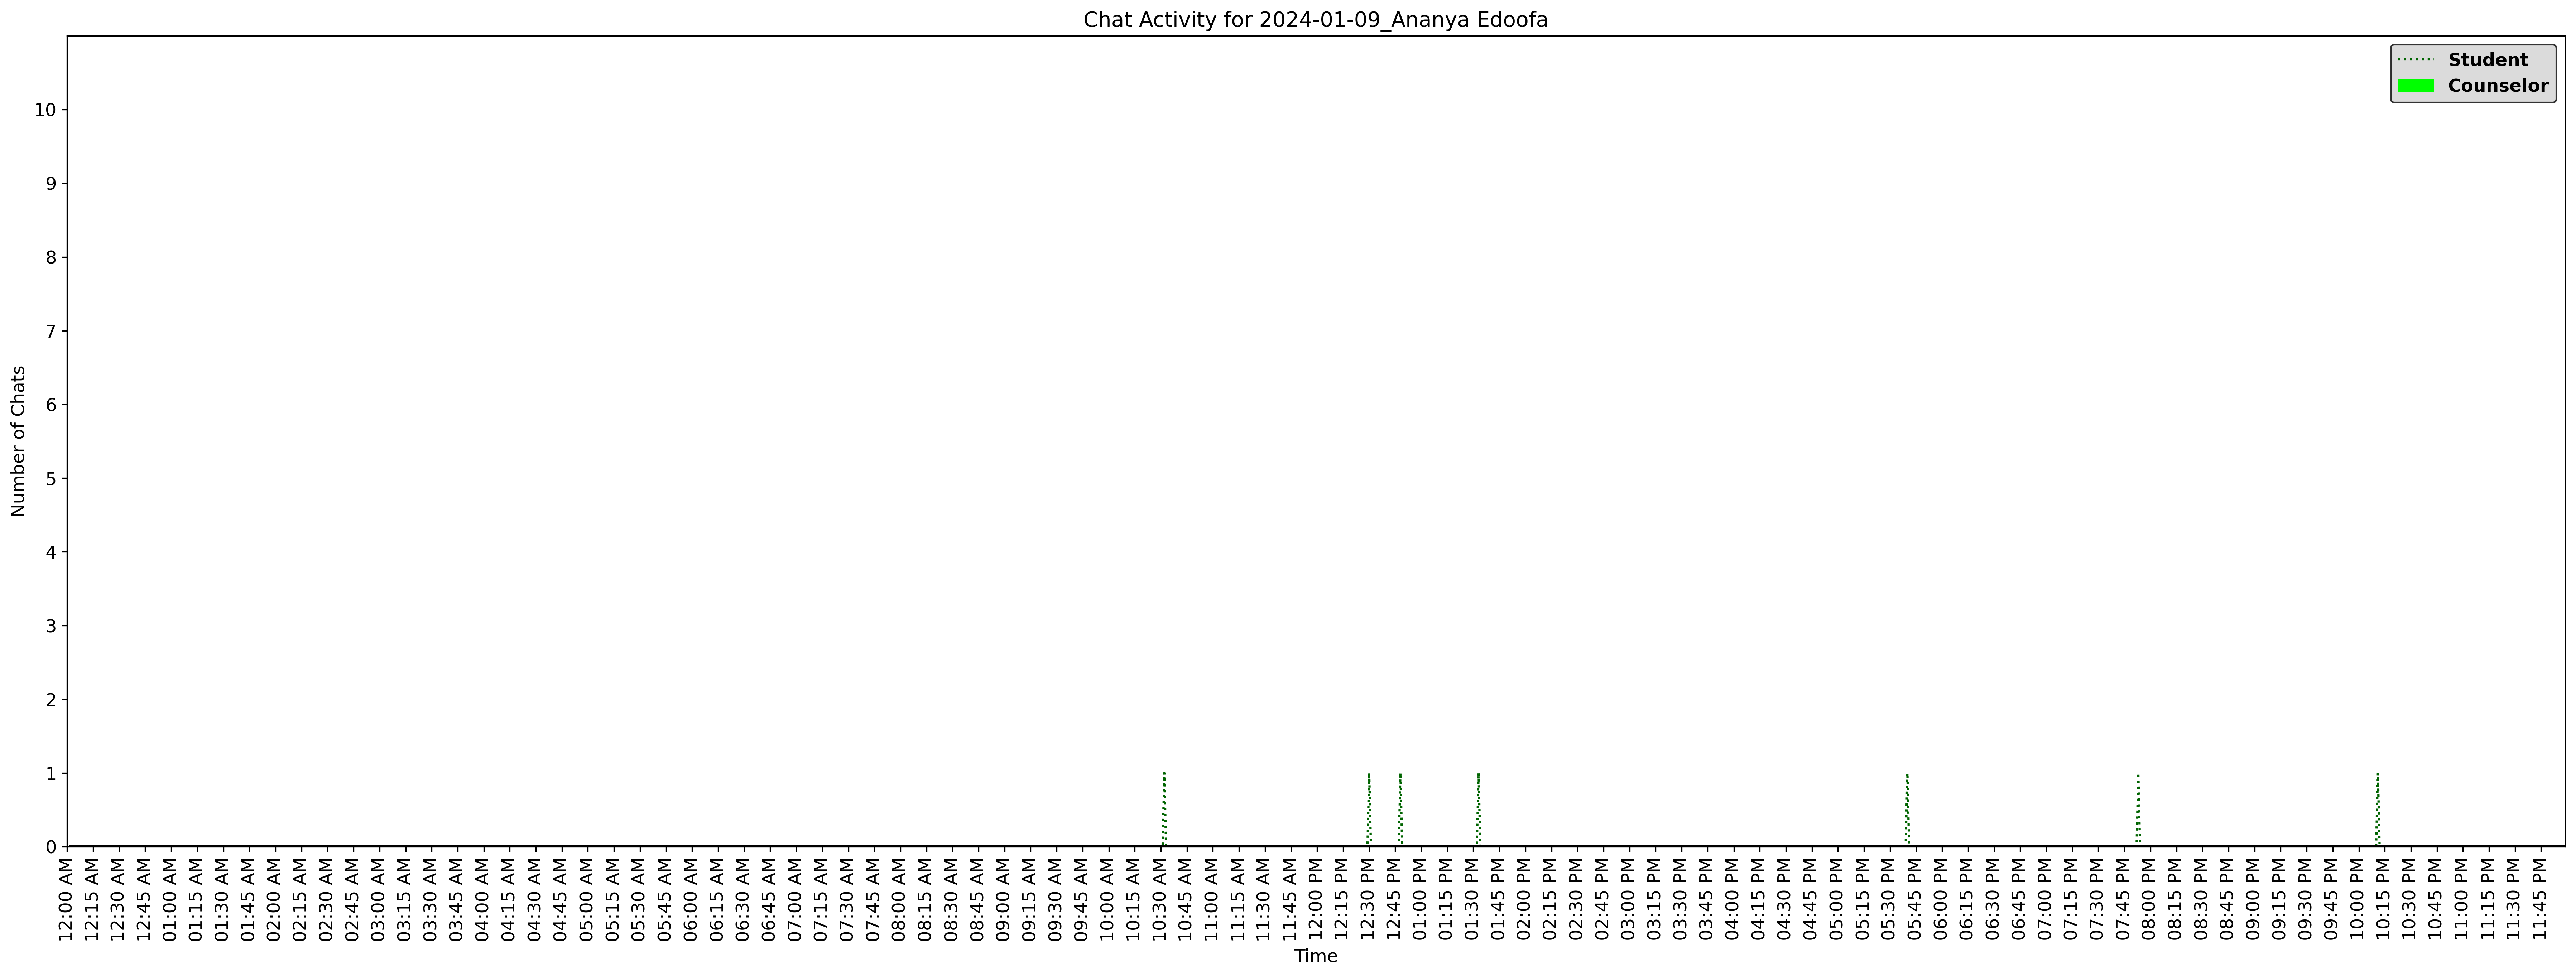 Chat Activity for 2024-01-09_Ananya Edoofa
Student
Counselor
Number of Chats
10
9
8
7
6
5
4
3
2
1
0
12:00 AM
12:15 AM
12:30 AM
12:45 AM
01:00 AM
01:15 AM
01:30 AM
01:45 AM
02:00 AM
02:15 AM
02:30 AM
02:45 AM
03:00 AM
03:15 AM
03:30 AM
03:45 AM
04:00 AM
04:15 AM
04:30 AM
04:45 AM
05:00 AM
05:15 AM
05:30 AM
05:45 AM
06:00 AM
06:15 AM
06:30 AM
06:45 AM
07:00 AM
07:15 AM
07:30 AM
07:45 AM
08:00 AM
08:15 AM
08:30 AM
08:45 AM
09:00 AM
09:15 AM
09:30 AM
09:45 AM
10:00 AM
10:15 AM
10:30 AM
10:45 AM
11:00 AM
11:15 AM
11:30 AM
11:45 AM
12:00 PM
12:15 PM
12:30 PM
12:45 PM
01:00 PM
01:15 PM
01:30 PM
01:45 PM
02:00 PM
02:15 PM
02:30 PM
02:45 PM
03:00 PM
03:15 PM
03:30 PM
03:45 PM
04:00 PM
04:15 PM
04:30 PM
04:45 PM
05:00 PM
05:15 PM
05:30 PM
05:45 PM
06:00 PM
06:15 PM
06:30 PM
06:45 PM
07:00 PM
07:15 PM
07:30 PM
07:45 PM
08:00 PM
08:15 PM
08:30 PM
08:45 PM
09:00 PM
09:15 PM
09:30 PM
09:45 PM
10:00 PM
10:15 PM
10:30 PM
10:45 PM
11:00 PM
11:15 PM
11:30 PM
11:45 PM
Time